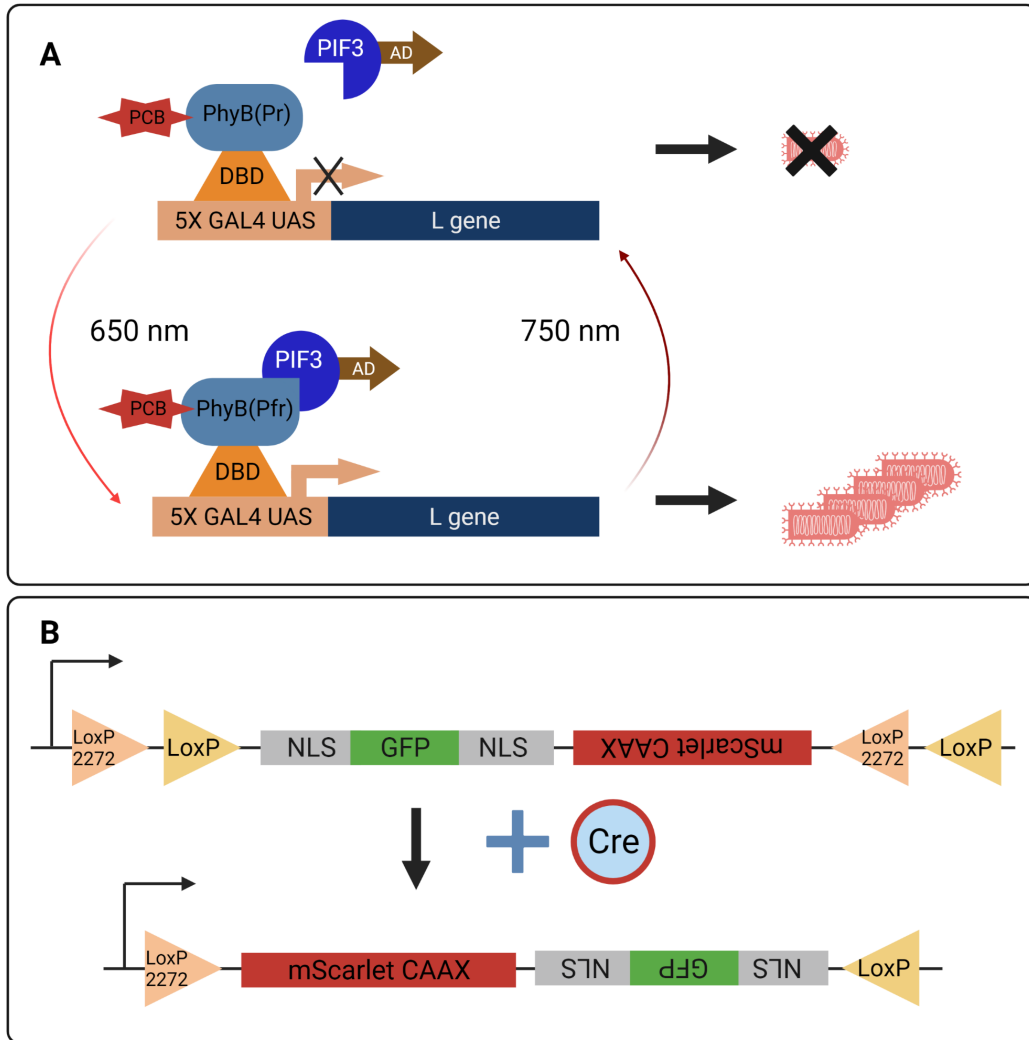 A
PIF3
AD
PCB
PhyB(Pr)
DBD
5X GAL4 UAS
L gene
650 nm
750 nm
PIF3
AD
PCB
PhyB(Pfr)
DBD
5X GAL4 UAS
L gene
B
LoxP
2272
LoxP
NLS
GFP
NLS
mScarlet CAAX
LoxP
2272
LoxP
Cre
LoxP
2272
mScarlet CAAX
NLS
GFP
NLS
LoxP